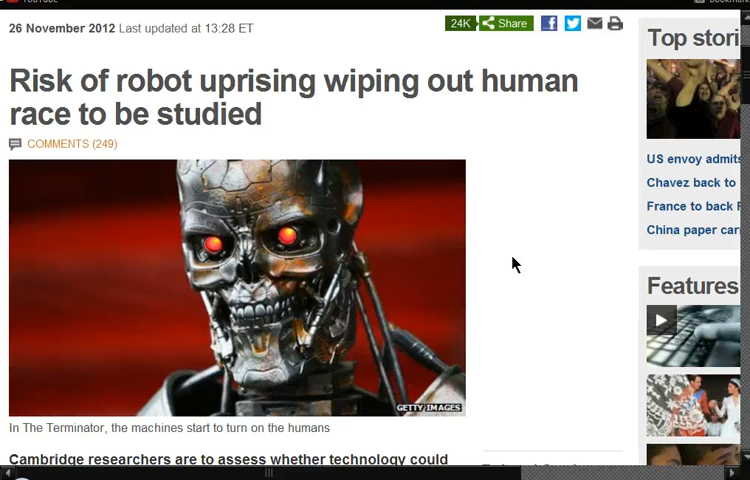 26 November 2012 Last updated at 13:28 ET
24K Share
Risk of robot uprising wiping out human
race to be studied
COMMENTS (249)
GETTY IMAGES
In The Terminator, the machines start to turn on the humans
Cambridge researchers are to assess whether technology could
Top stori
US envoy admits
Chavez back to
France to back
China paper car
Features